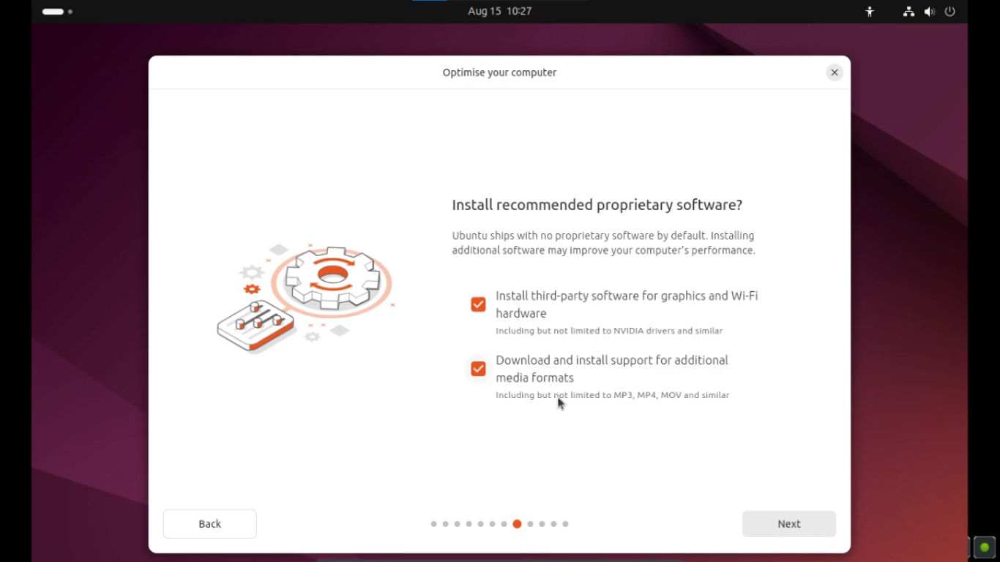 Aug 15 10:27
Optimise your computer
Install recommended proprietary software?
Ubuntu ships with no proprietary software by default. Installing
additional software may improve your computer's performance.
Install third-party software for graphics and Wi-Fi
hardware
Including but not limited to NVIDIA drivers and similar
Download and install support for additional
media formats
Including but not limited to MP3, MP4, MOV and similar
Back
Next